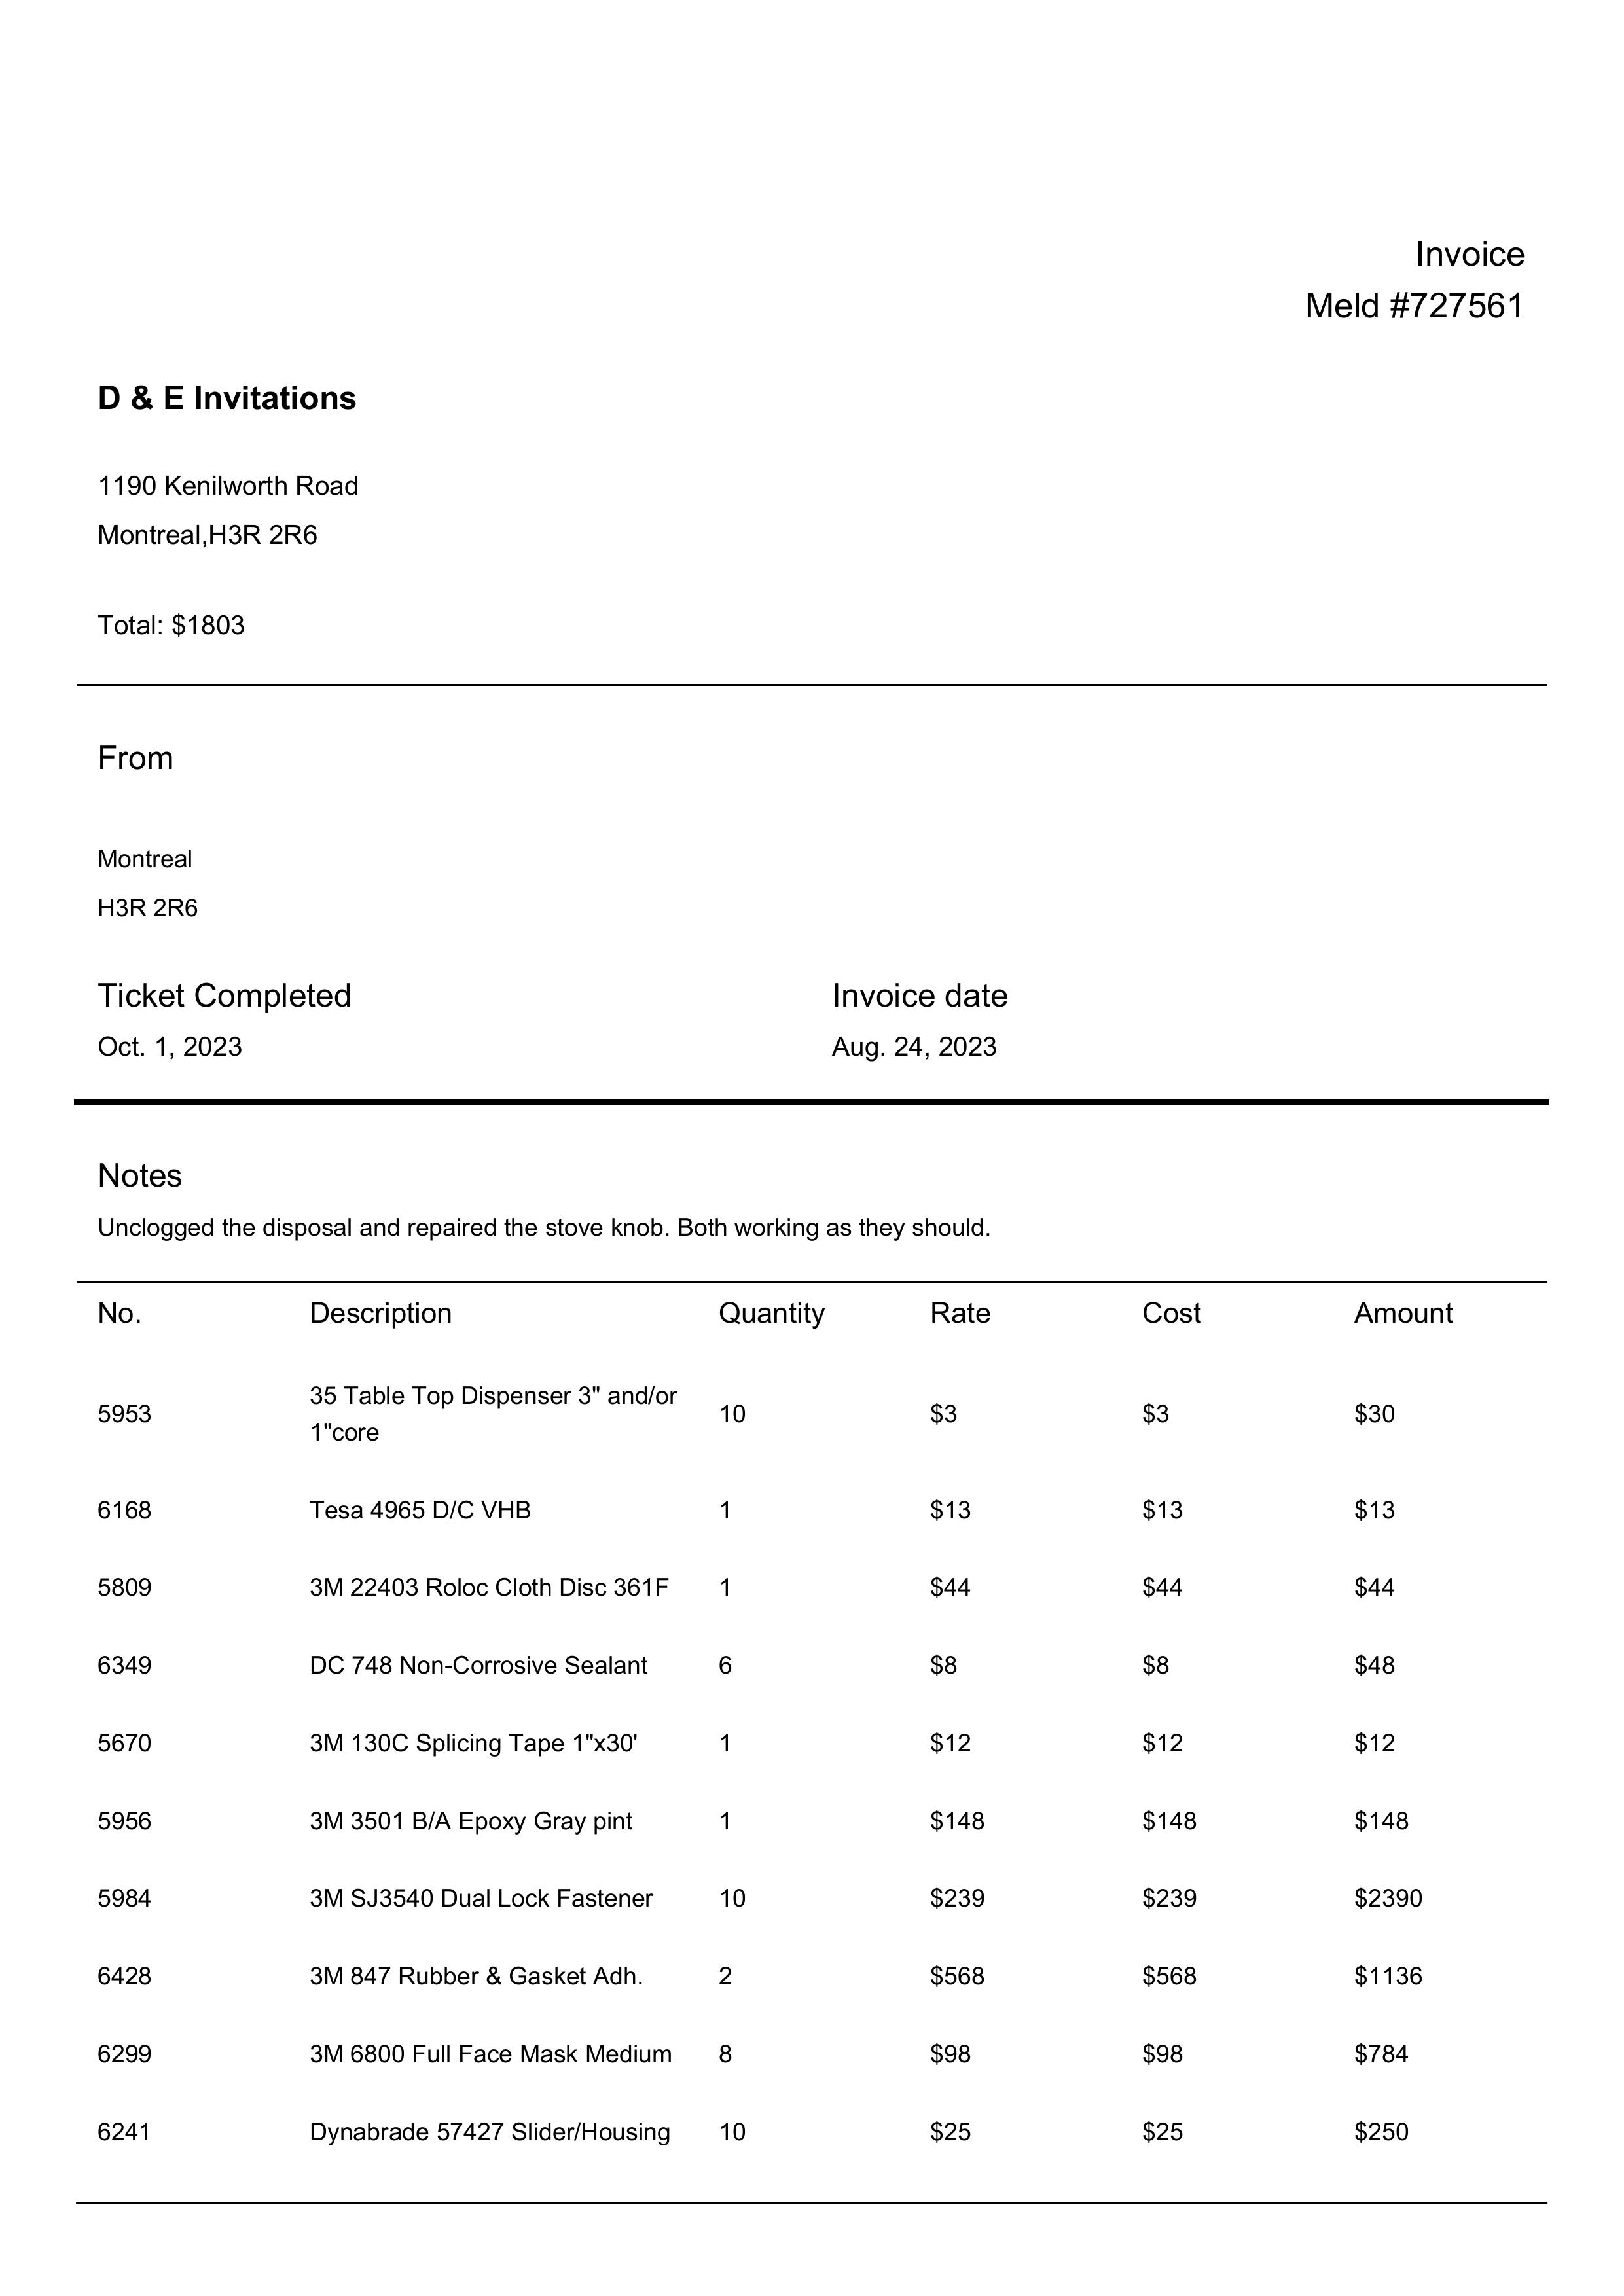 Invoice
Meld #727561
D & E Invitations
1190 Kenilworth Road
Montreal,H3R 2R6
Total: $1803
From
Montreal
H3R 2R6
Ticket Completed Invoice date
Oct. 1, 2023 Aug. 24, 2023
Notes
Unclogged the disposal and repaired the stove knob. Both working as they should.
No. Description Quantity Rate Cost Amount
5953 35 Table Top Dispenser 3" and/or 1"core 10 $3 $3 $30
6168 Tesa 4965 D/C VHB 1 $13 $13 $13
5809 3M 22403 Roloc Cloth Disc 361F 1 $44 $44 $44
6349 DC 748 Non-Corrosive Sealant 6 $8 $8 $48
5670 3M 130C Splicing Tape 1"x30' 1 $12 $12 $12
5956 3M 3501 B/A Epoxy Gray pint 1 $148 $148 $148
5984 3M SJ3540 Dual Lock Fastener 10 $239 $239 $2390
6428 3M 847 Rubber & Gasket Adh. 2 $568 $568 $1136
6299 3M 6800 Full Face Mask Medium 8 $98 $98 $784
6241 Dynabrade 57427 Slider/Housing 10 $25 $25 $250